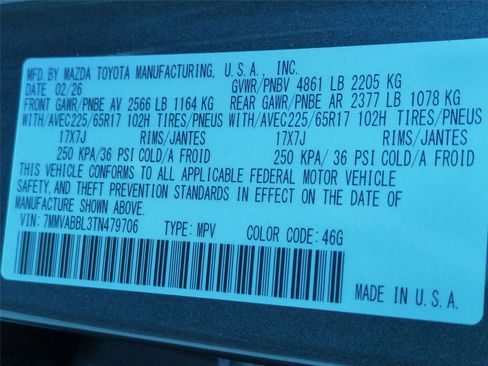 MFD. BY MAZDA TOYOTA MANUFACTURING, U.S.A., INC.
DATE 02/26 GVWR/PNBV 4861 LB 2205 KG
FRONT GAWR/PNBE AV 2566 LB 1164 KG REAR GAWR/PNBE AR 2377 LB 1078 KG
WITH/AVEC225/65R17 102H TIRES/PNEUS WITH/AVEC225/65R17 102H TIRES/PNEUS
17X7J RIMS/JANTES 17X7J RIMS/JANTES
250 KPA/36 PSI COLD/A FROID 250 KPA/36 PSI COLD/A FROID
THIS VEHICLE CONFORMS TO ALL APPLICABLE FEDERAL MOTOR VEHICLE
SAFETY, AND THEFT PREVENTION STANDARDS IN EFFECT ON THE DATE OF
MANUFACTURE SHOWN ABOVE.
VIN: 7MMVABBL3TN479706 TYPE: MPV COLOR CODE: 46G
MADE IN U.S.A.